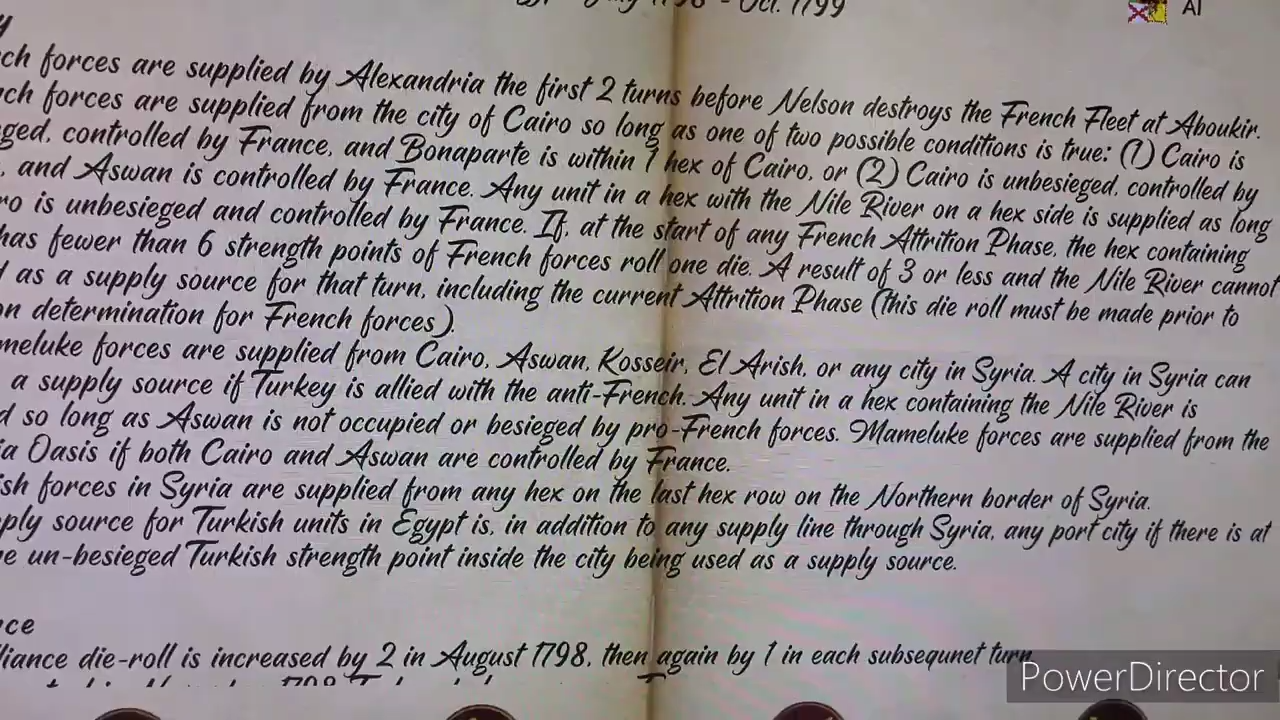 - Oct. 1799
AI
y
ch forces are supplied by Alexandria the first 2 turns before Nelson destroys the French Fleet at Aboukir.
ch forces are supplied from the city of Cairo so long as one of two possible conditions is true: (1) Cairo is
ged, controlled by France, and Bonaparte is within 1 hex of Cairo, or (2) Cairo is unbesieged, controlled by
, and Aswan is controlled by France. Any unit in a hex with the Nile River on a hex side is supplied as long
ro is unbesieged and controlled by France. If, at the start of any French Attrition Phase, the hex containing
has fewer than 6 strength points of French forces roll one die. A result of 3 or less and the Nile River cannot
d as a supply source for that turn, including the current Attrition Phase (this die roll must be made prior to
on determination for French forces).
meluke forces are supplied from Cairo, Aswan, Kosseir, El Arish, or any city in Syria. A city in Syria can
a supply source if Turkey is allied with the anti-French. Any unit in a hex containing the Nile River is
d so long as Aswan is not occupied or besieged by pro-French forces. Mameluke forces are supplied from the
ia Oasis if both Cairo and Aswan are controlled by France.
ish forces in Syria are supplied from any hex on the last hex row on the Northern border of Syria.
ply source for Turkish units in Egypt is, in addition to any supply line through Syria, any port city if there is at
e un-besieged Turkish strength point inside the city being used as a supply source.
ce
liance die-roll is increased by 2 in August 1798, then again by 1 in each subsequnet turn
PowerDirector